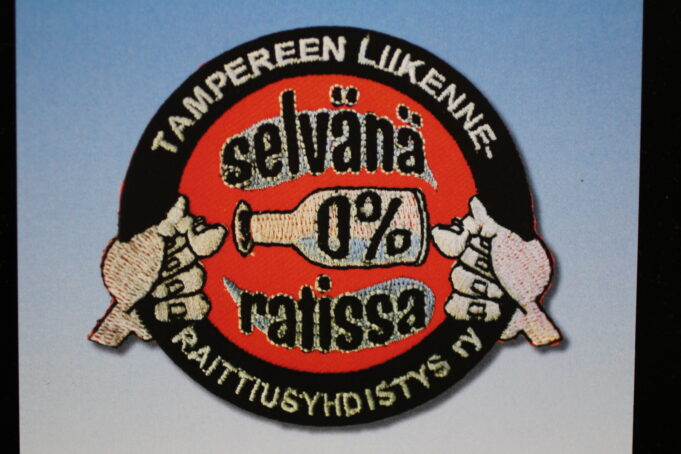 TAMPEREEN LIIKENNE-
selvänä
0%
ratissa
RAITTIUSYHDISTYS ry